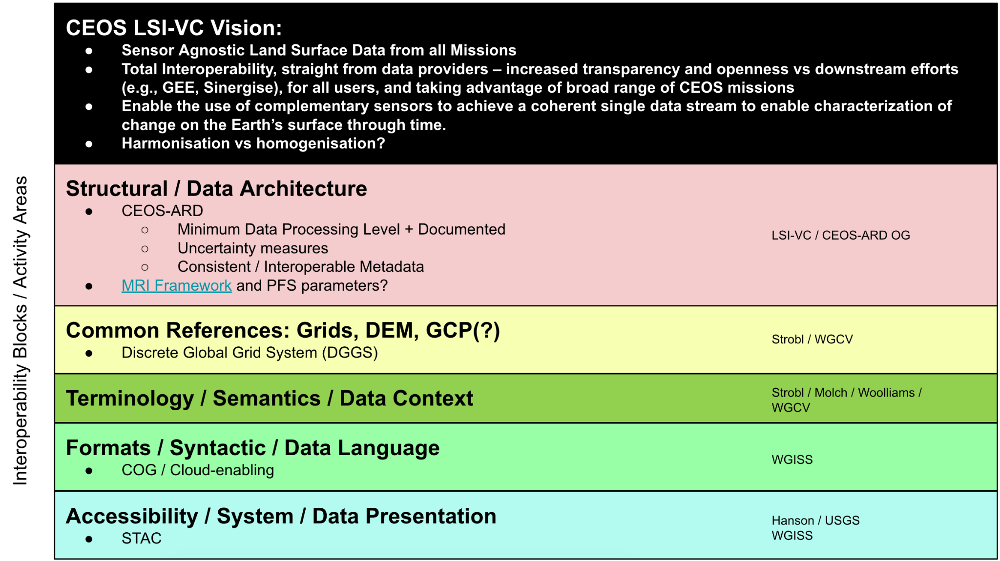 CEOS LSI-VC Vision:
● Sensor Agnostic Land Surface Data from all Missions
● Total Interoperability, straight from data providers – increased transparency and openness vs downstream efforts
(e.g., GEE, Sinergise), for all users, and taking advantage of broad range of CEOS missions
● Enable the use of complementary sensors to achieve a coherent single data stream to enable characterization of
change on the Earth’s surface through time.
● Harmonisation vs homogenisation?
Interoperability Blocks / Activity Areas
Structural / Data Architecture
● CEOS-ARD
○ Minimum Data Processing Level + Documented
○ Uncertainty measures
○ Consistent / Interoperable Metadata
● MRI Framework and PFS parameters?
LSI-VC / CEOS-ARD OG
Common References: Grids, DEM, GCP(?)
● Discrete Global Grid System (DGGS)
Strobl / WGCV
Terminology / Semantics / Data Context
Strobl / Molch / Woolliams /
WGCV
Formats / Syntactic / Data Language
● COG / Cloud-enabling
WGISS
Accessibility / System / Data Presentation
● STAC
Hanson / USGS
WGISS